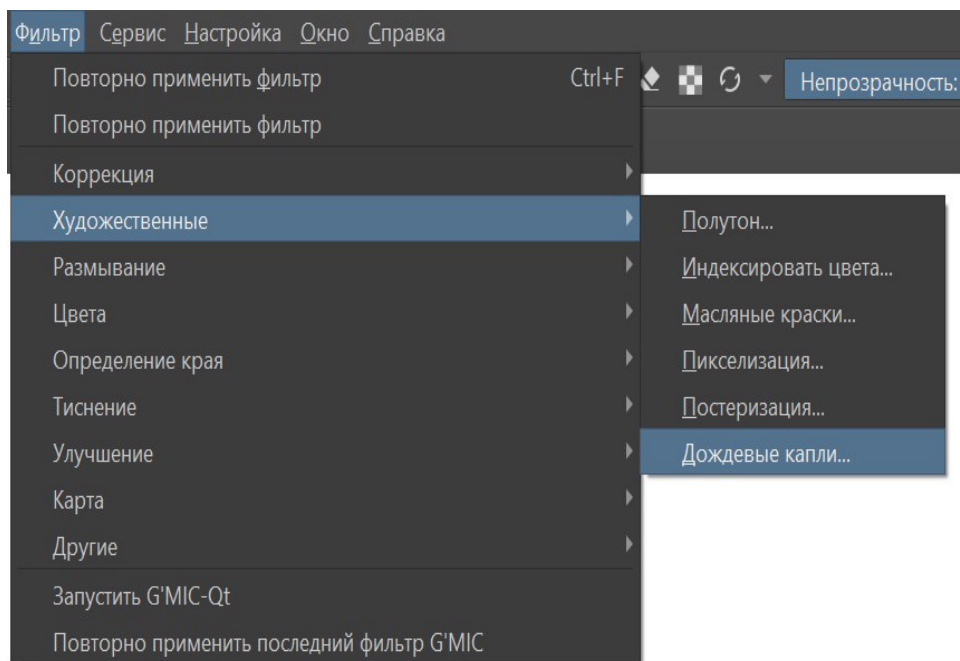 Фильтр Сервис Настройка Окно Справка
Повторно применить фильтр Ctrl+F
Непрозрачность:
Повторно применить фильтр
Коррекция
Художественные
Полутон...
Размывание
Индексировать цвета...
Цвета
Масляные краски...
Определение края
Пикселизация...
Тиснение
Постеризация...
Улучшение
Дождевые капли...
Карта
Другие
Запустить G'MIC-Qt
Повторно применить последний фильтр G'MIC